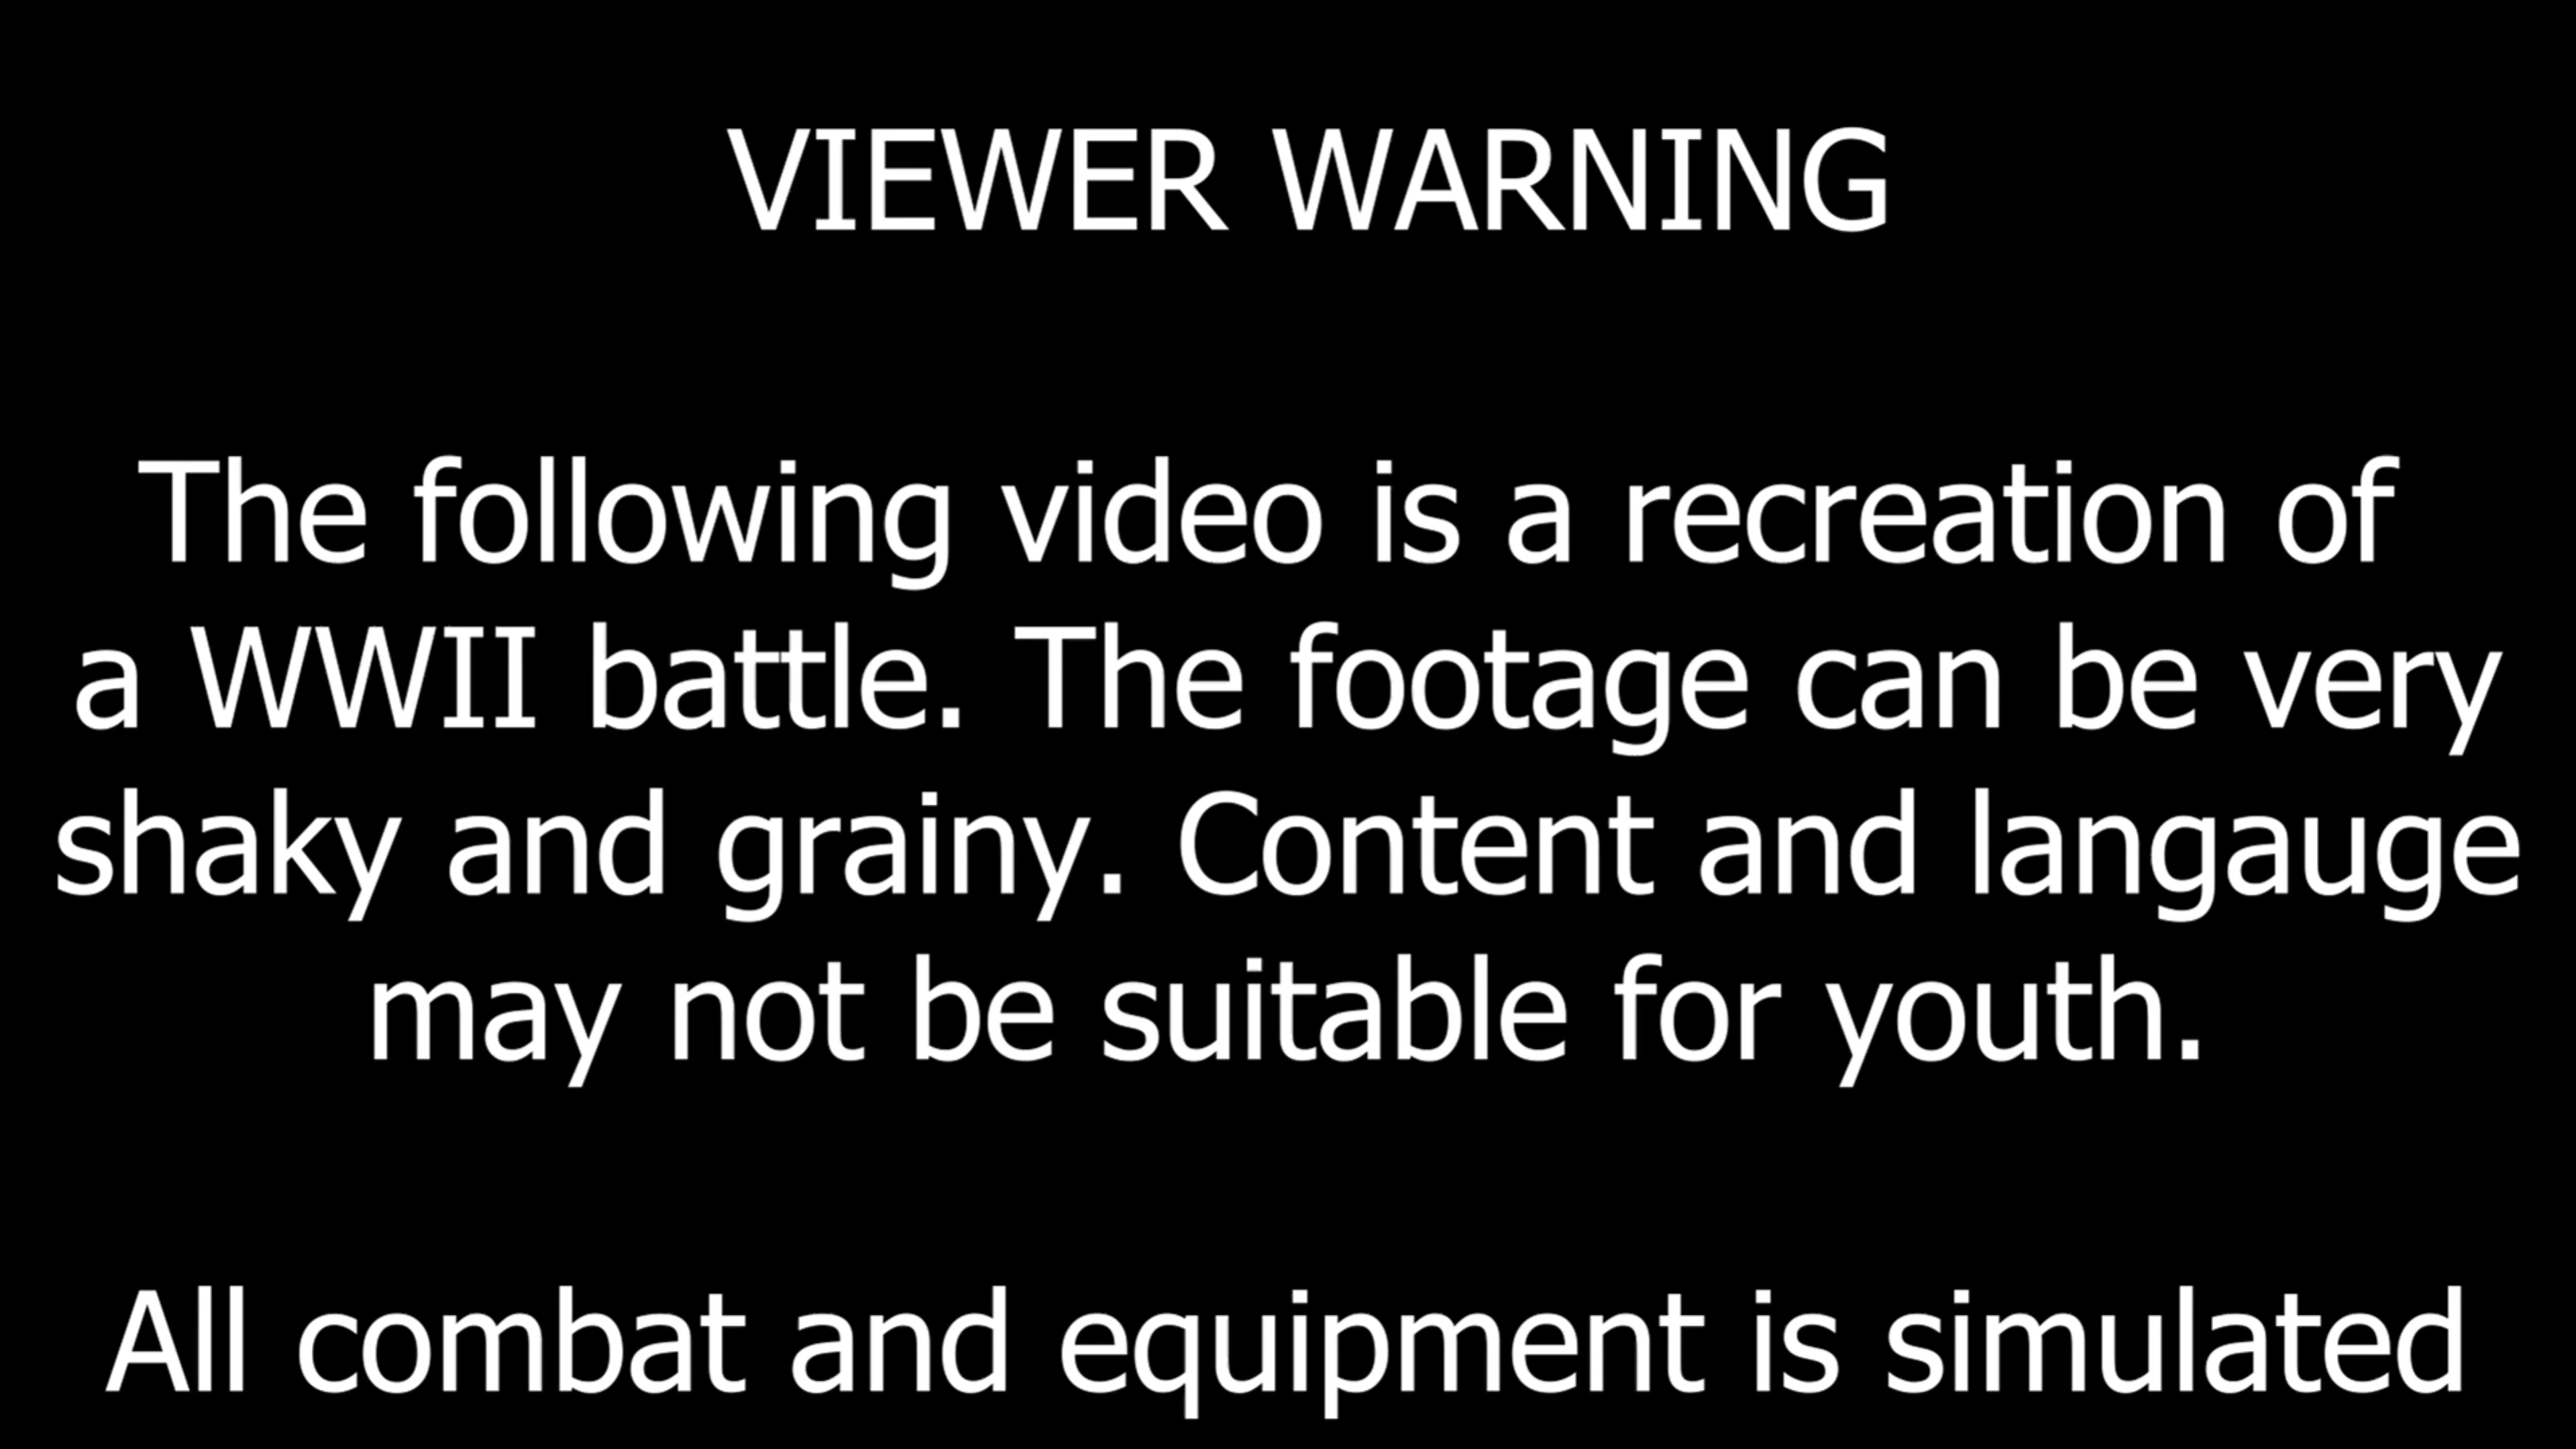 VIEWER WARNING
The following video is a recreation of
a WWII battle. The footage can be very
shaky and grainy. Content and langauge
may not be suitable for youth.
All combat and equipment is simulated